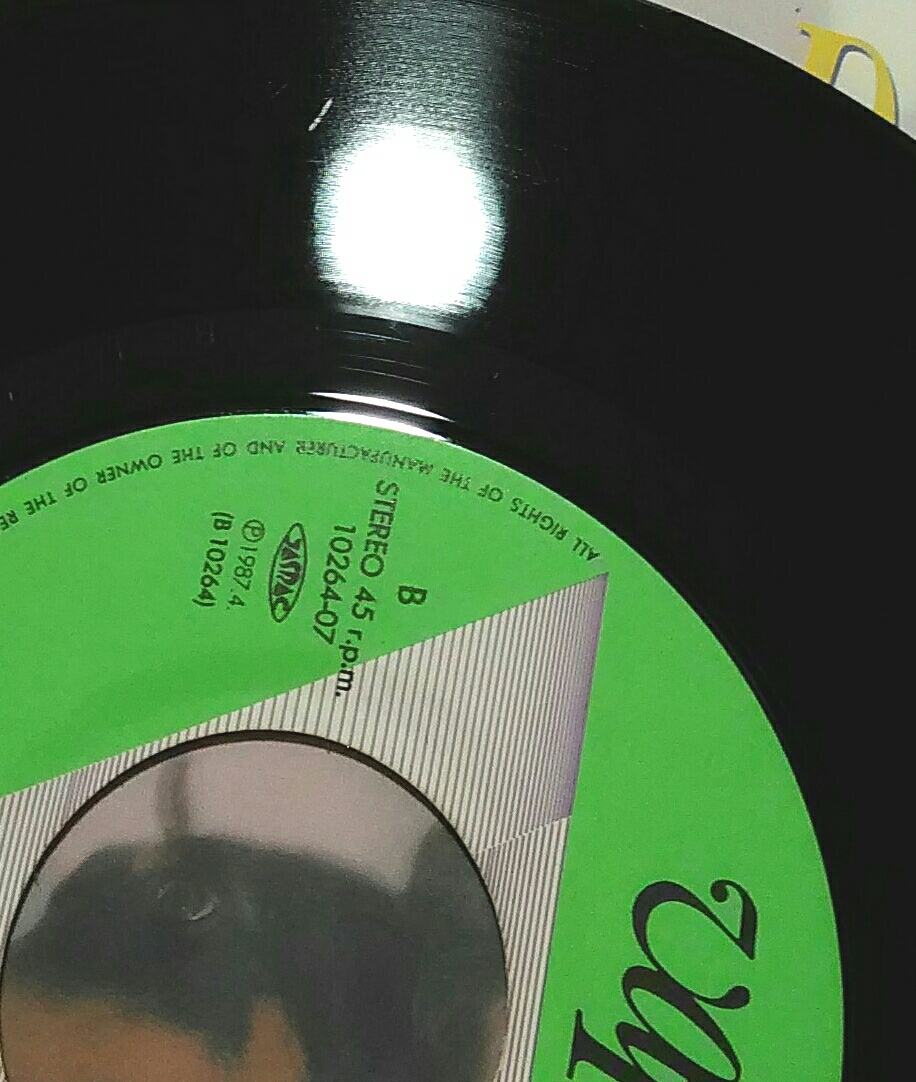 ALL RIGHTS OF THE MANUFACTURER AND OF THE OWNER OF THE RE
B
STEREO 45 r.p.m.
10264-07
JASRAC
Ⓟ1987.4.
(B 10264)